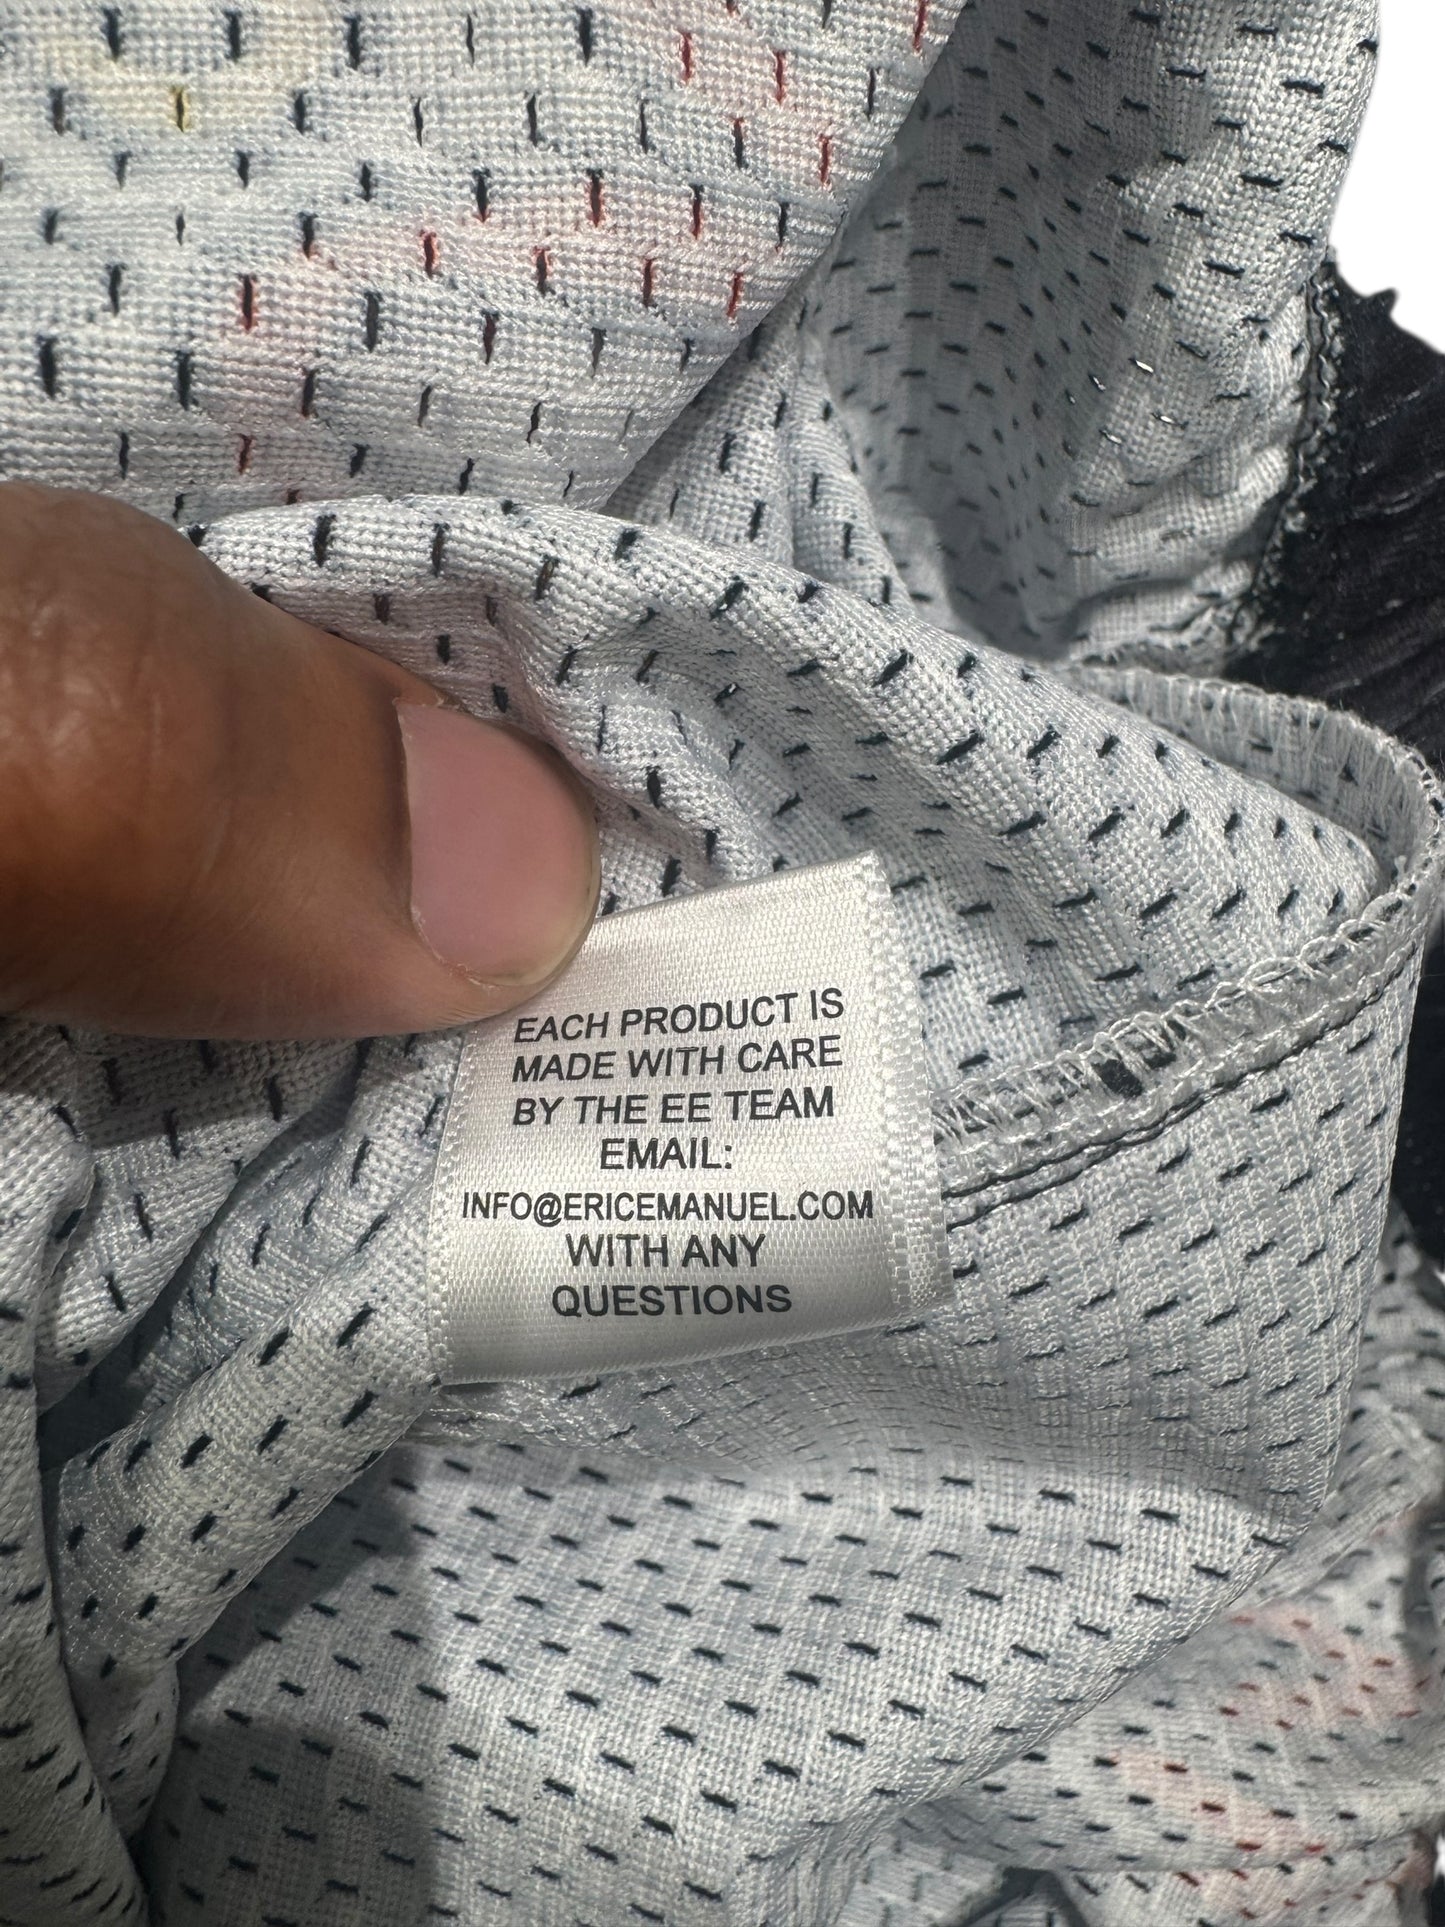 EACH PRODUCT IS
MADE WITH CARE
BY THE EE TEAM
EMAIL:
INFO@ERICEMANUEL.COM
WITH ANY
QUESTIONS